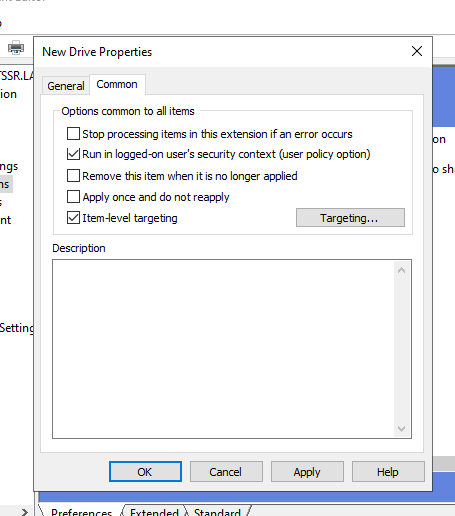 New Drive Properties
TSSR.LA
ion
General
Common
Options common to all items
Stop processing items in this extension if an error occurs
on
Run in logged-on user's security context (user policy option)
ngs
Remove this item when it is no longer applied
o sh
ns
Apply once and do not reapply
s
nt
Item-level targeting
Targeting...
Description
Setting
OK
Cancel
Apply
Help
Preferences
Extended
Standard